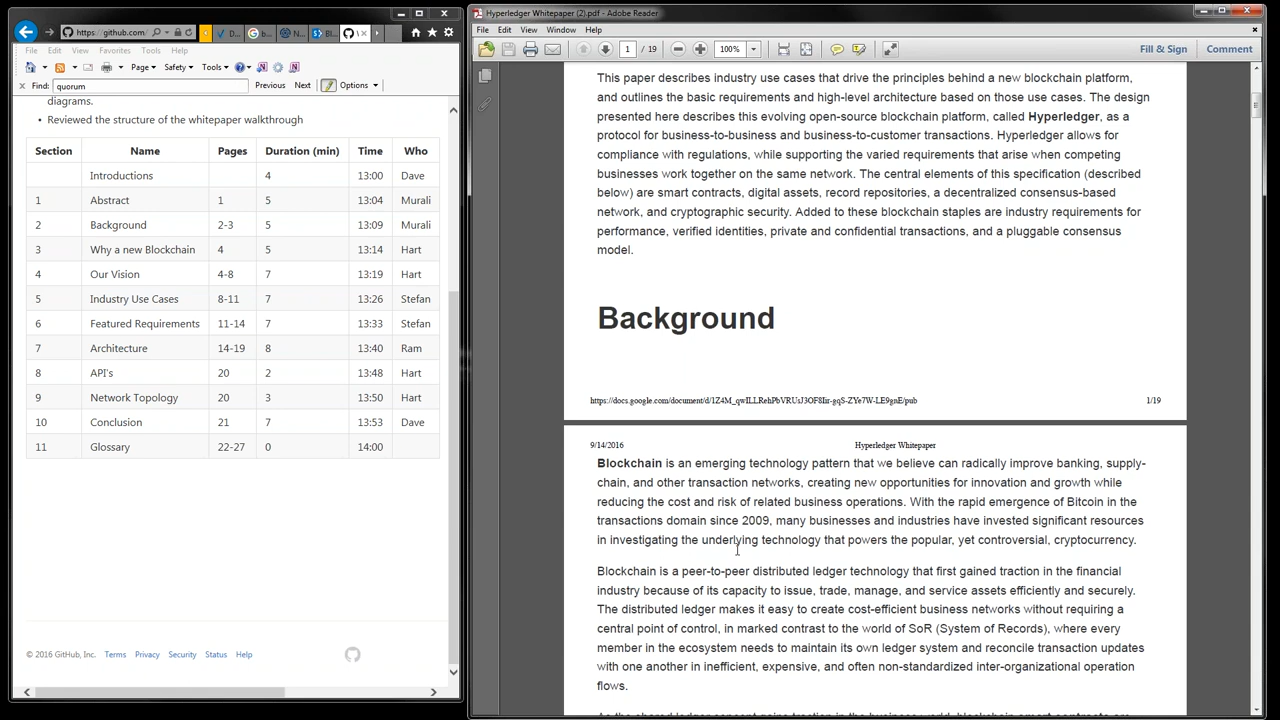 https://github.com/
D...
b...
N...
Bl...
\
File Edit View Favorites Tools Help
Page Safety Tools
Find: quorum Previous Next Options
diagrams.
• Reviewed the structure of the whitepaper walkthrough
Section Name Pages Duration (min) Time Who
Introductions 4 13:00 Dave
1 Abstract 1 5 13:04 Murali
2 Background 2-3 5 13:09 Murali
3 Why a new Blockchain 4 5 13:14 Hart
4 Our Vision 4-8 7 13:19 Hart
5 Industry Use Cases 8-11 7 13:26 Stefan
6 Featured Requirements 11-14 7 13:33 Stefan
7 Architecture 14-19 8 13:40 Ram
8 API's 20 2 13:48 Hart
9 Network Topology 20 3 13:50 Hart
10 Conclusion 21 7 13:53 Dave
11 Glossary 22-27 0 14:00
© 2016 GitHub, Inc. Terms Privacy Security Status Help
Hyperledger Whitepaper (2).pdf - Adobe Reader
File Edit View Window Help
1 / 19 100% Fill & Sign Comment
This paper describes industry use cases that drive the principles behind a new blockchain platform,
and outlines the basic requirements and high-level architecture based on those use cases. The design
presented here describes this evolving open-source blockchain platform, called Hyperledger, as a
protocol for business-to-business and business-to-customer transactions. Hyperledger allows for
compliance with regulations, while supporting the varied requirements that arise when competing
businesses work together on the same network. The central elements of this specification (described
below) are smart contracts, digital assets, record repositories, a decentralized consensus-based
network, and cryptographic security. Added to these blockchain staples are industry requirements for
performance, verified identities, private and confidential transactions, and a pluggable consensus
model.
Background
1/19
9/14/2016 Hyperledger Whitepaper
Blockchain is an emerging technology pattern that we believe can radically improve banking, supply-
chain, and other transaction networks, creating new opportunities for innovation and growth while
reducing the cost and risk of related business operations. With the rapid emergence of Bitcoin in the
transactions domain since 2009, many businesses and industries have invested significant resources
in investigating the underlying technology that powers the popular, yet controversial, cryptocurrency.
Blockchain is a peer-to-peer distributed ledger technology that first gained traction in the financial
industry because of its capacity to issue, trade, manage, and service assets efficiently and securely.
The distributed ledger makes it easy to create cost-efficient business networks without requiring a
central point of control, in marked contrast to the world of SoR (System of Records), where every
member in the ecosystem needs to maintain its own ledger system and reconcile transaction updates
with one another in inefficient, expensive, and often non-standardized inter-organizational operation
flows.